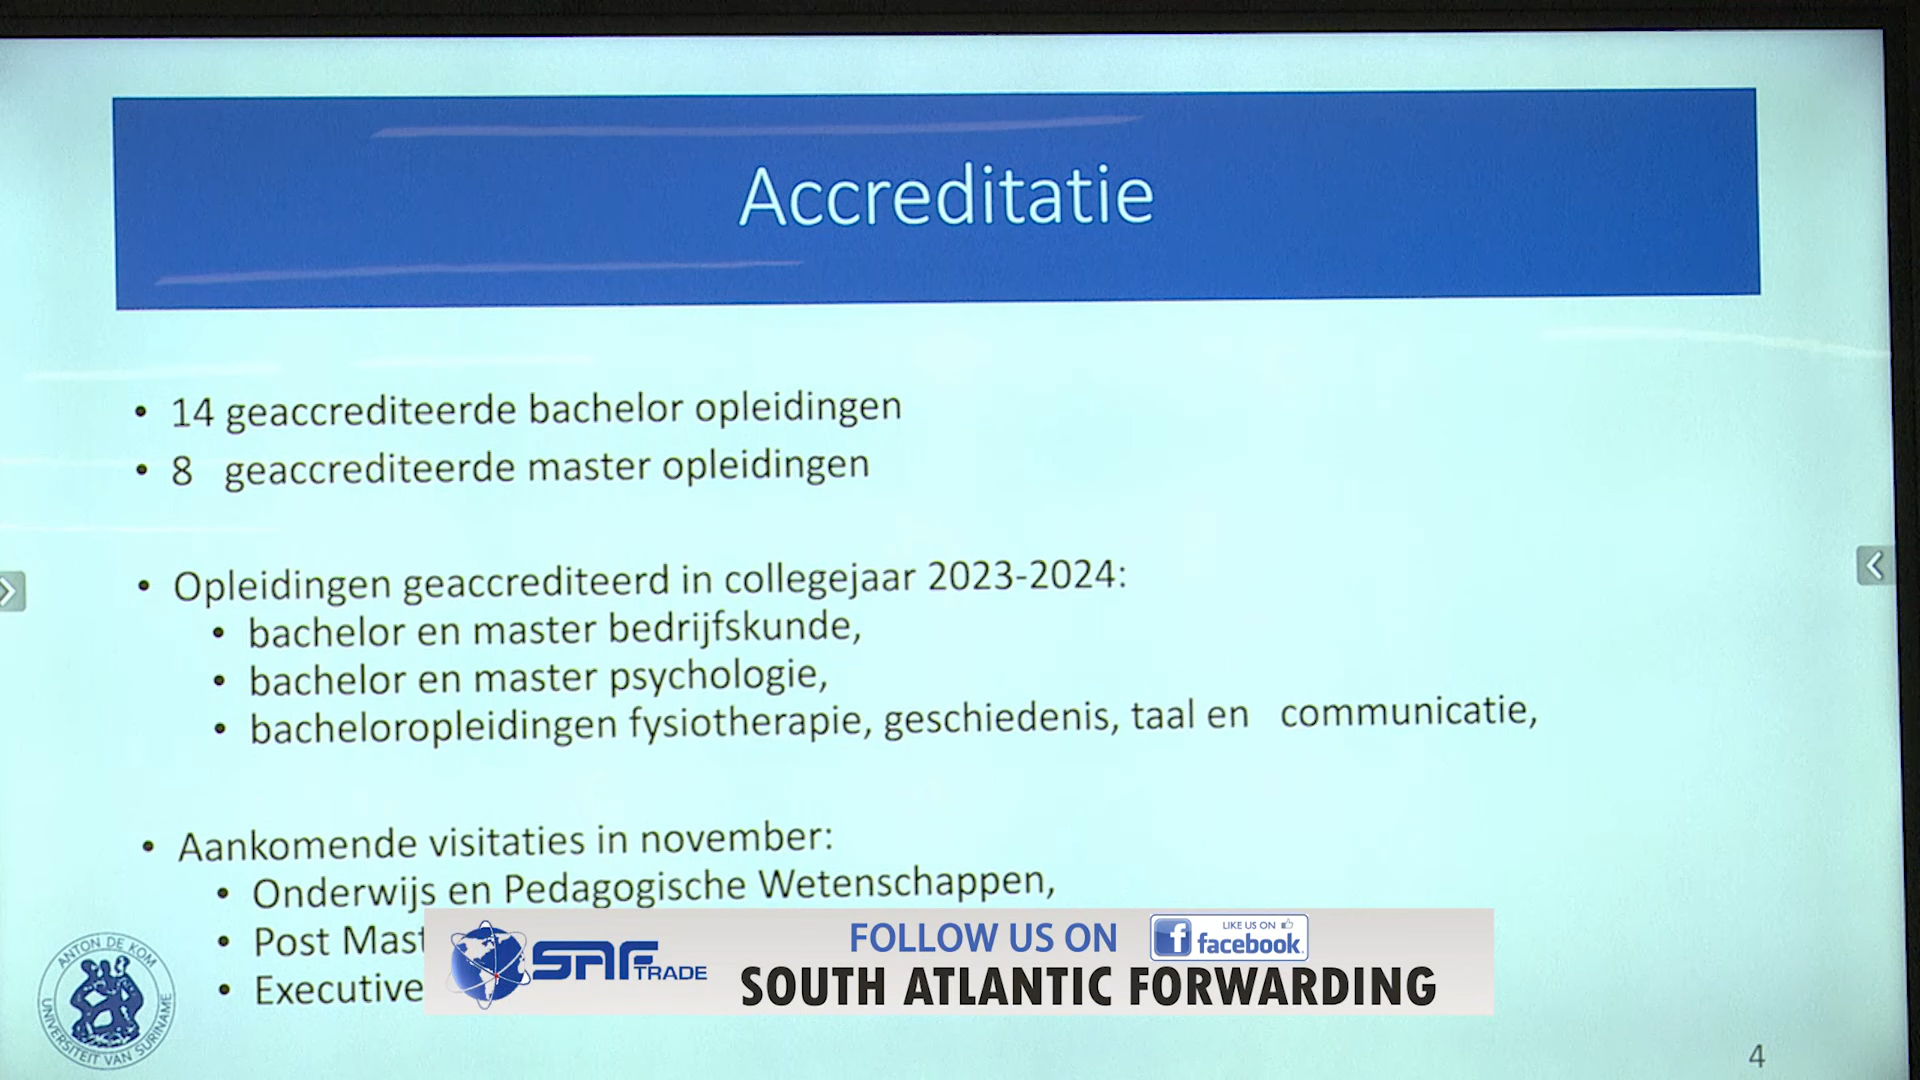 Accreditatie
• 14 geaccrediteerde bachelor opleidingen
• 8 geaccrediteerde master opleidingen
• Opleidingen geaccrediteerd in collegejaar 2023-2024:
• bachelor en master bedrijfskunde,
• bachelor en master psychologie,
• bacheloropleidingen fysiotherapie, geschiedenis, taal en communicatie,
• Aankomende visitaties in november:
• Onderwijs en Pedagogische Wetenschappen,
• Post
• Executive
SAF TRADE
FOLLOW US ON
LIKE US ON
facebook.
SOUTH ATLANTIC FORWARDING
ANTON DE KOM
UNIVERSITEIT VAN SURINAME
4